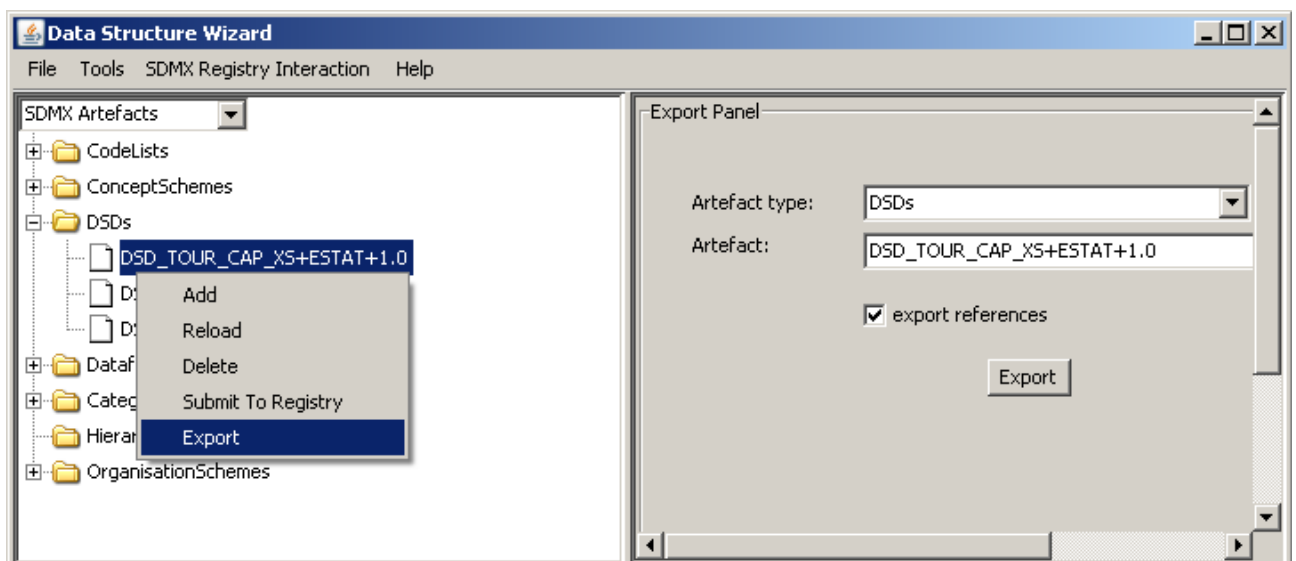 Data Structure Wizard
File Tools SDMX Registry Interaction Help
SDMX Artefacts
CodeLists
ConceptSchemes
DSDs
DSD_TOUR_CAP_XS+ESTAT+1.0
Add
Reload
Delete
Submit To Registry
Export
OrganisationSchemes
Export Panel
Artefact type: DSDs
Artefact: DSD_TOUR_CAP_XS+ESTAT+1.0
export references
Export